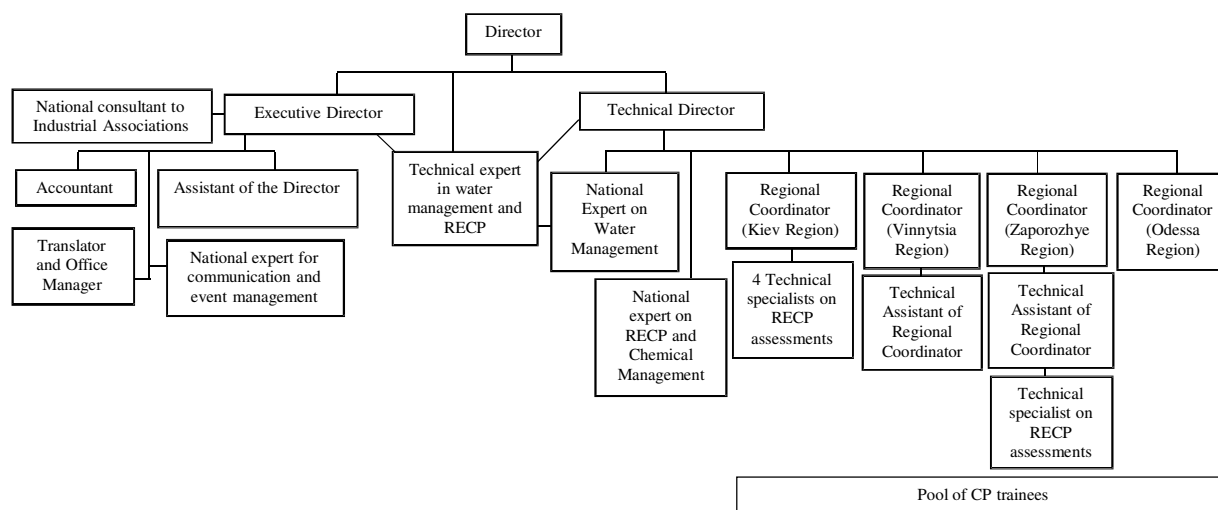 Director
National consultant to
Industrial Associations
Executive Director
Technical Director
Accountant
Assistant of the Director
Technical expert
in water
management and
RECP
National
Expert on
Water
Management
Regional
Coordinator
(Kiev Region)
Regional
Coordinator
(Vinnytsia
Region)
Regional
Coordinator
(Zaporozhye
Region)
Regional
Coordinator
(Odessa
Region)
Translator
and Office
Manager
National expert for
communication and
event management
National
expert on
RECP and
Chemical
Management
4 Technical
specialists on
RECP
assessments
Technical
Assistant of
Regional
Coordinator
Technical
Assistant of
Regional
Coordinator
Technical
specialist on
RECP
assessments
Pool of CP trainees